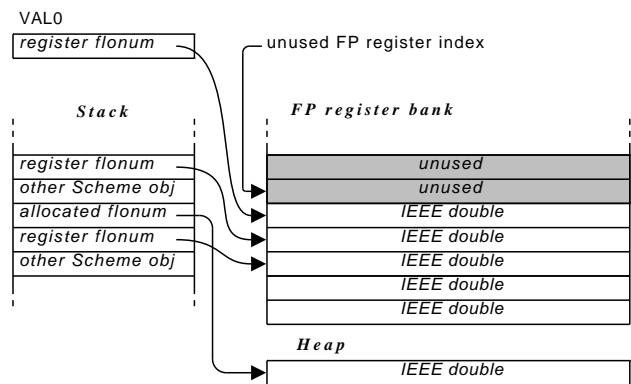 VAL0
register flonum
unused FP register index
Stack
FP register bank
register flonum
unused
other Scheme obj
unused
allocated flonum
IEEE double
register flonum
IEEE double
other Scheme obj
IEEE double
IEEE double
IEEE double
Heap
IEEE double